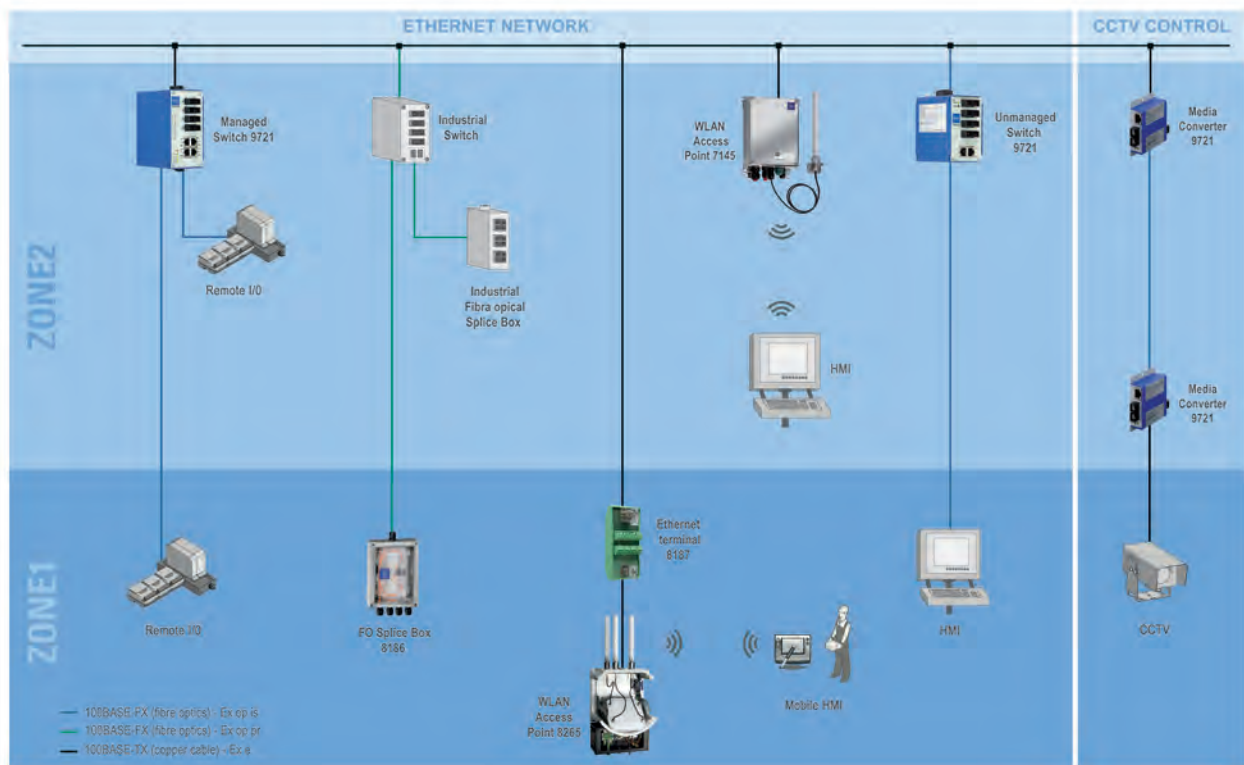 ETHERNET NETWORK
CCTV CONTROL
ZONE2
Managed
Switch 9721
Industrial
Switch
WLAN
Access
Point 7145
Unmanaged
Switch
9721
Media
Converter
9721
Remote I/0
Industrial
Fibra opical
Splice Box
HMI
Media
Converter
9721
ZONE1
Remote I/0
FO Splice Box
8186
Ethernet
terminal
8187
WLAN
Access
Point 8265
Mobile HMI
HMI
CCTV
100BASE-FX (fibre optics) - Ex op is
100BASE-FX (fibre optics) - Ex op pr
100BASE-TX (copper cable) - Ex e